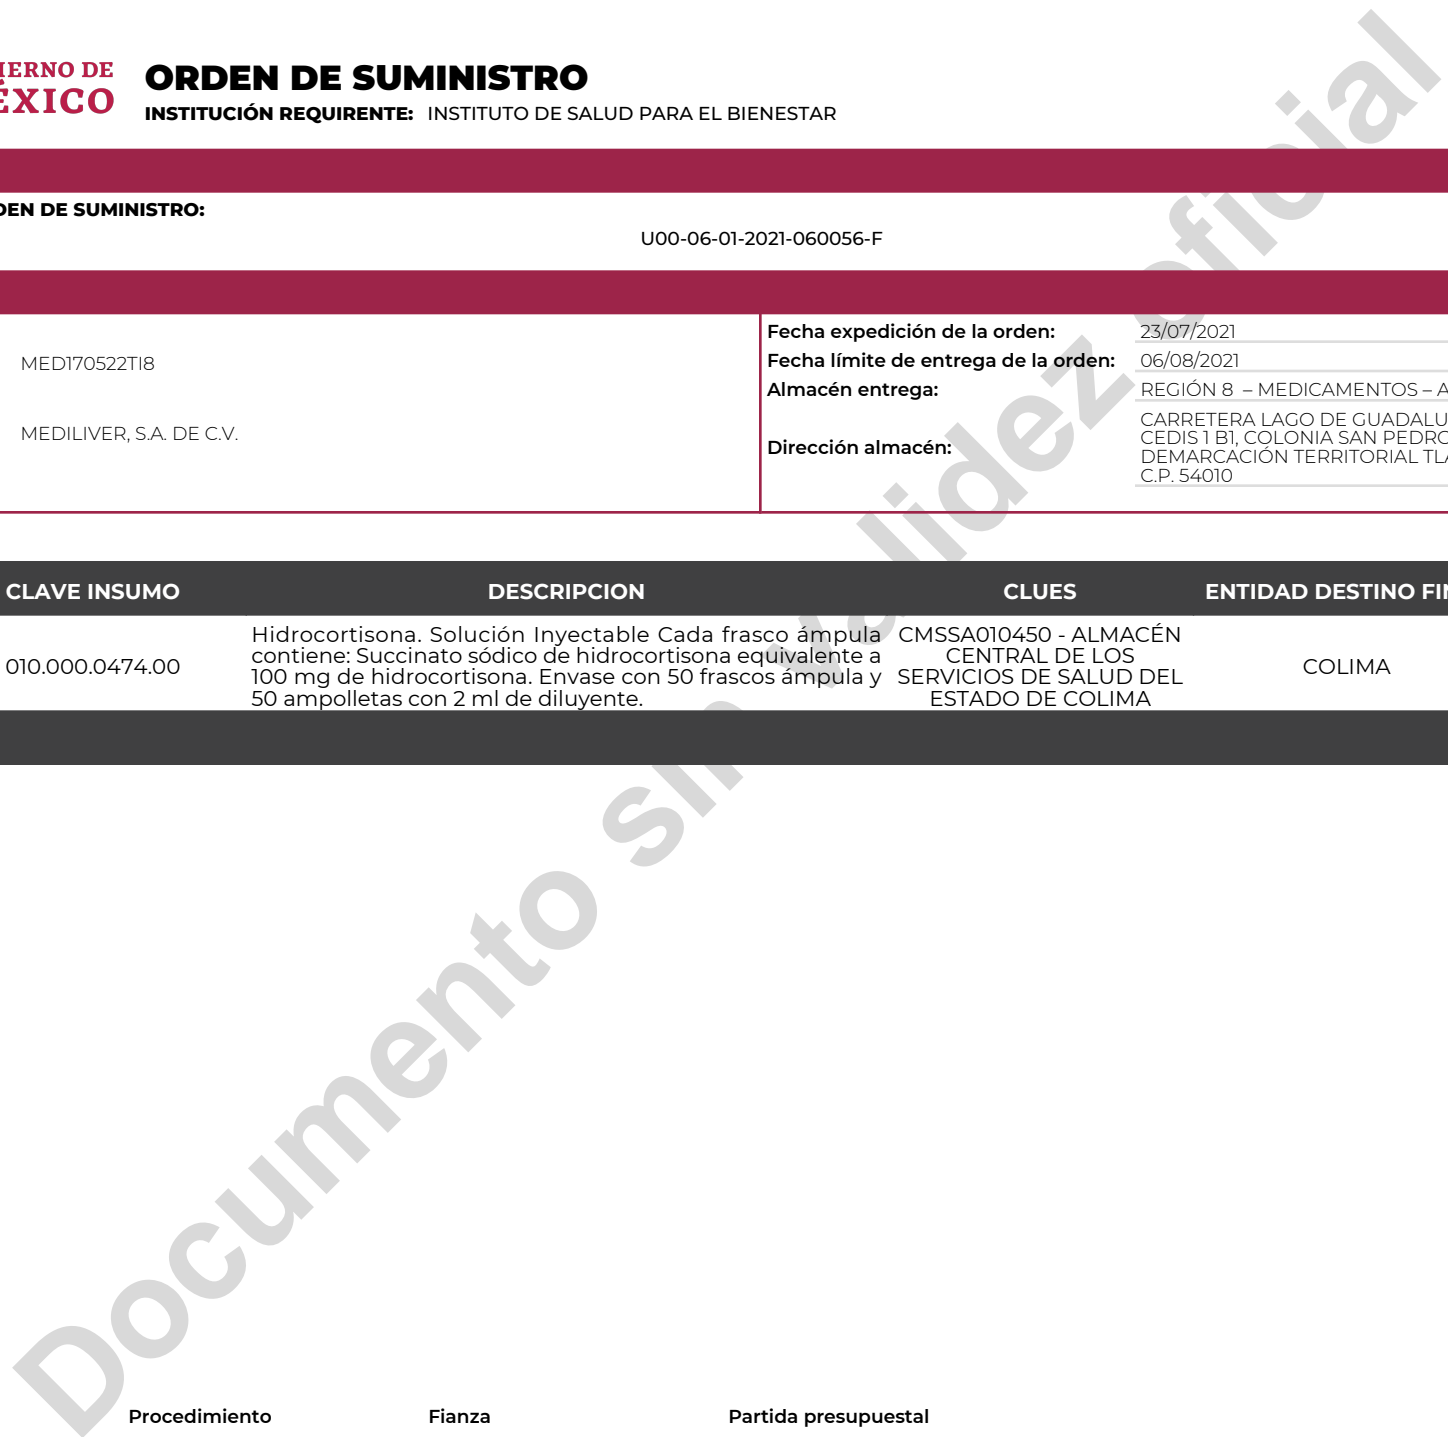 IERNO DE
ÉXICO
ORDEN DE SUMINISTRO
INSTITUCIÓN REQUIRENTE: INSTITUTO DE SALUD PARA EL BIENESTAR
DEN DE SUMINISTRO:
U00-06-01-2021-060056-F
MED170522TI8
MEDILIVER, S.A. DE C.V.
Fecha expedición de la orden: 23/07/2021
Fecha límite de entrega de la orden: 06/08/2021
Almacén entrega: REGIÓN 8 – MEDICAMENTOS – A
Dirección almacén:
CARRETERA LAGO DE GUADALU
CEDIS 1 B1, COLONIA SAN PEDRO
DEMARCACIÓN TERRITORIAL TLA
C.P. 54010
CLAVE INSUMO DESCRIPCION CLUES ENTIDAD DESTINO FIN
010.000.0474.00
Hidrocortisona. Solución Inyectable Cada frasco ámpula
contiene: Succinato sódico de hidrocortisona equivalente a
100 mg de hidrocortisona. Envase con 50 frascos ámpula y
50 ampolletas con 2 ml de diluyente.
CMSSA010450 - ALMACÉN
CENTRAL DE LOS
SERVICIOS DE SALUD DEL
ESTADO DE COLIMA
COLIMA
Documento sin validez oficial
Procedimiento Fianza Partida presupuestal